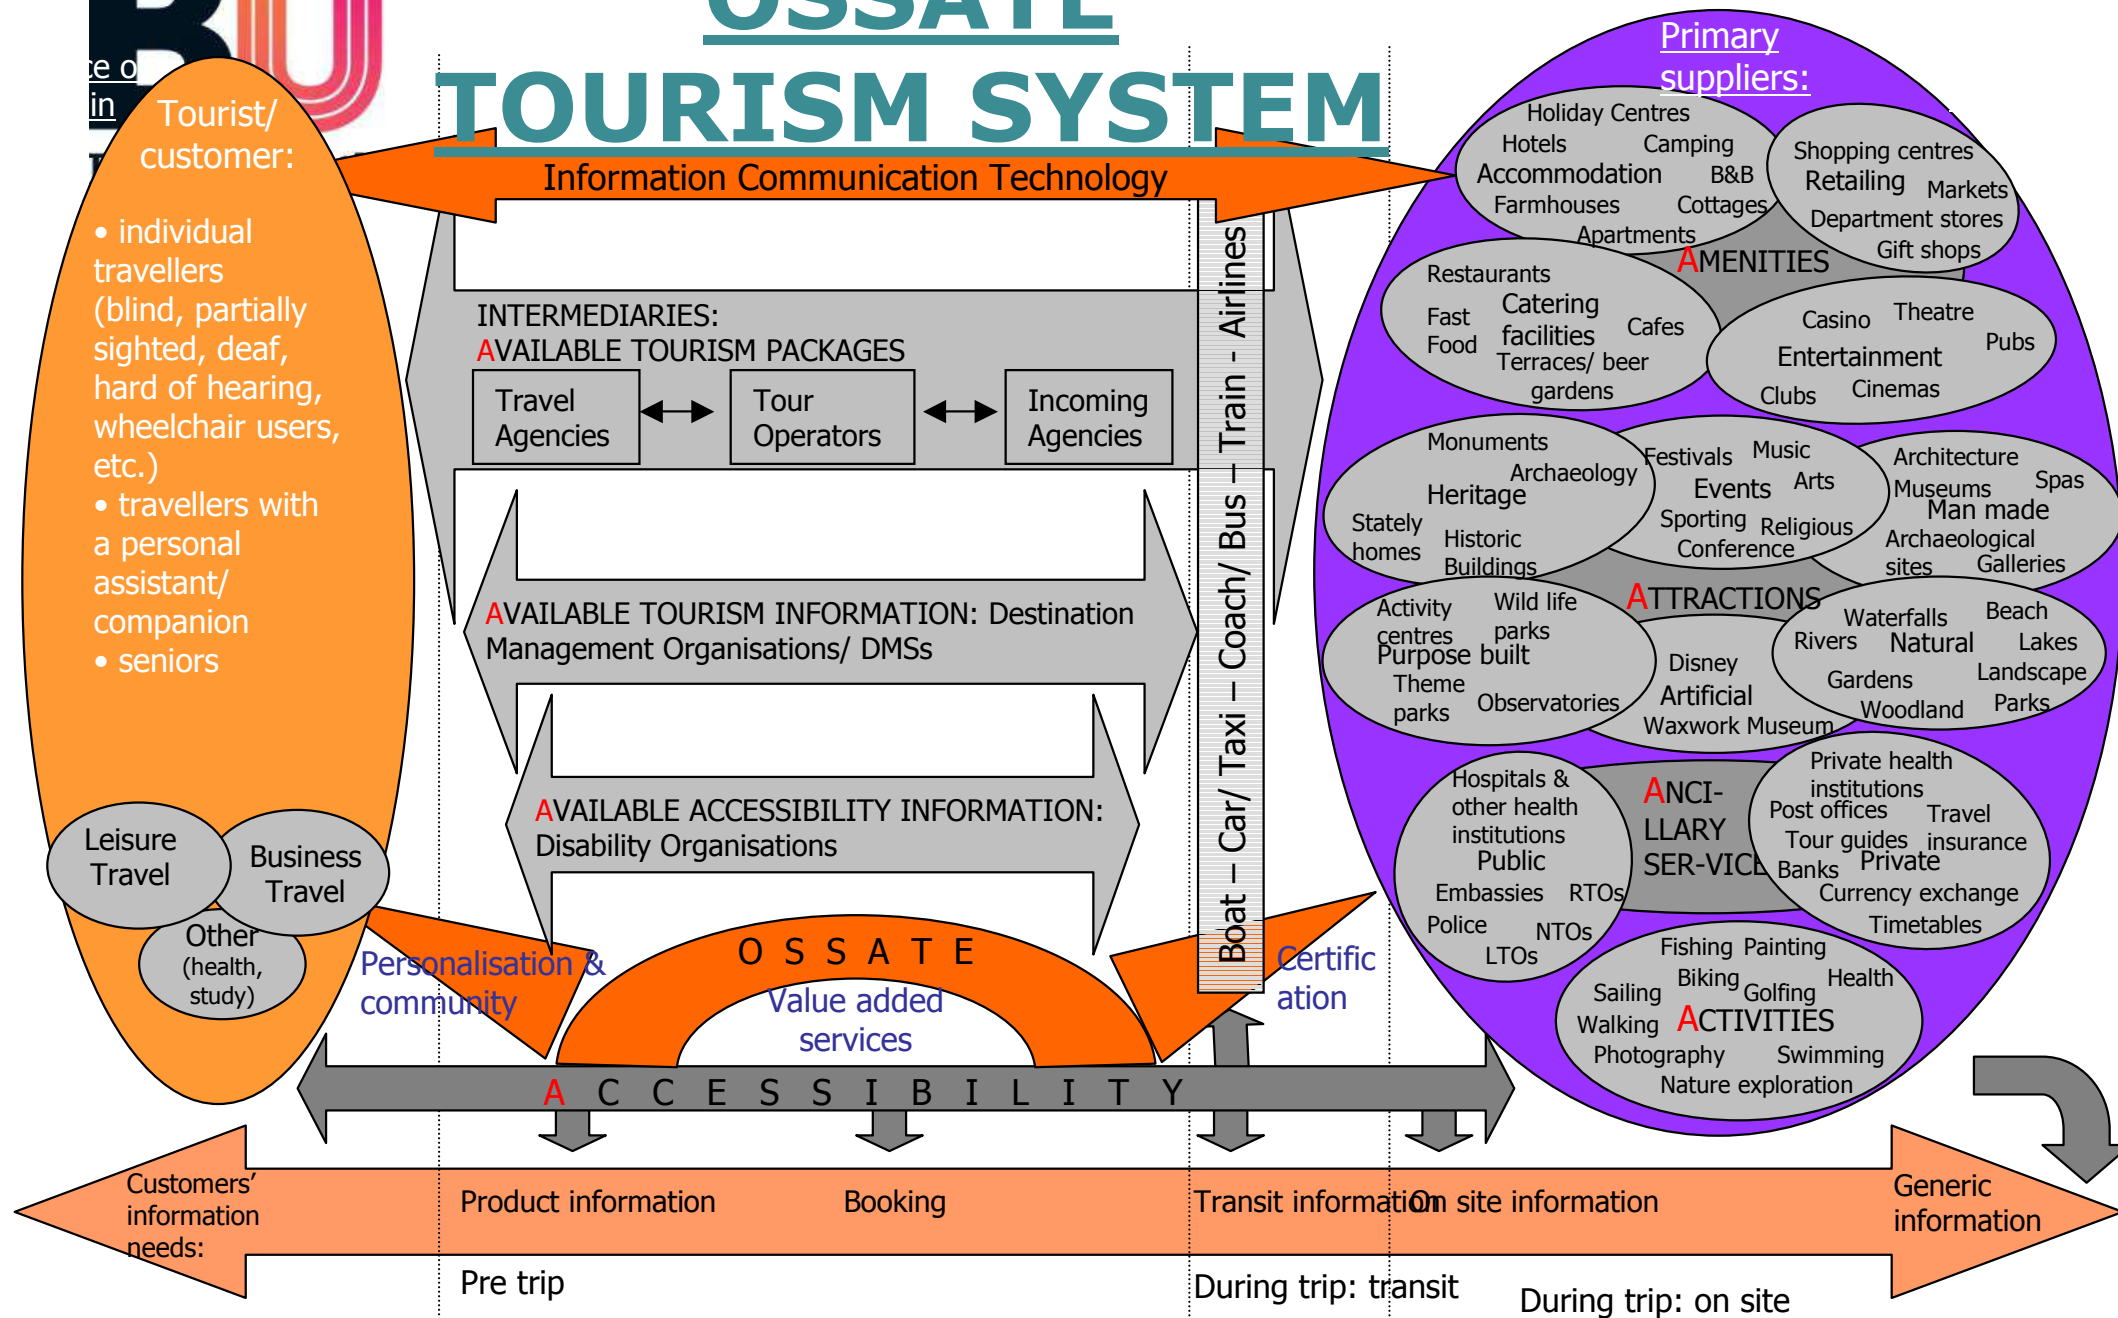 OSSATE
TOURISM SYSTEM
in
Tourist/
customer:
• individual
travellers
(blind, partially
sighted, deaf,
hard of hearing,
wheelchair users,
etc.)
• travellers with
a personal
assistant/
companion
• seniors
Leisure
Travel
Business
Travel
Other
(health,
study)
Information Communication Technology
INTERMEDIARIES:
AVAILABLE TOURISM PACKAGES
Travel
Agencies
Tour
Operators
Incoming
Agencies
AVAILABLE TOURISM INFORMATION: Destination
Management Organisations/ DMSs
AVAILABLE ACCESSIBILITY INFORMATION:
Disability Organisations
Boat – Car/ Taxi – Coach/ Bus – Train - Airlines
Personalisation &
community
O S S A T E
Value added
services
Certific
ation
A C C E S S I B I L I T Y
Primary
suppliers:
Holiday Centres
Hotels Camping
Accommodation B&B
Farmhouses Cottages
Apartments
Shopping centres
Retailing Markets
Department stores
Gift shops
AMENITIES
Restaurants
Catering
facilities
Fast
Food
Cafes
Terraces/ beer
gardens
Casino Theatre
Pubs
Entertainment
Clubs Cinemas
Monuments
Archaeology
Heritage
Stately
homes
Historic
Buildings
Festivals Music
Events Arts
Sporting Religious
Conference
Architecture
Museums Spas
Man made
Archaeological
sites Galleries
ATTRACTIONS
Activity
centres
Wild life
parks
Purpose built
Theme
parks
Observatories
Disney
Artificial
Waxwork Museum
Waterfalls Beach
Rivers Natural Lakes
Gardens Landscape
Woodland Parks
Hospitals &
other health
institutions
Public
Embassies RTOs
Police NTOs
LTOs
ANCI-
LLARY
SER-VICE
Private health
institutions
Post offices Travel
insurance
Tour guides
Banks Private
Currency exchange
Timetables
Fishing Painting
Biking Health
Sailing Golfing
Walking ACTIVITIES
Photography Swimming
Nature exploration
Customers’
information
needs:
Product information
Booking
Transit information
On site information
Generic
information
Pre trip
During trip: transit
During trip: on site